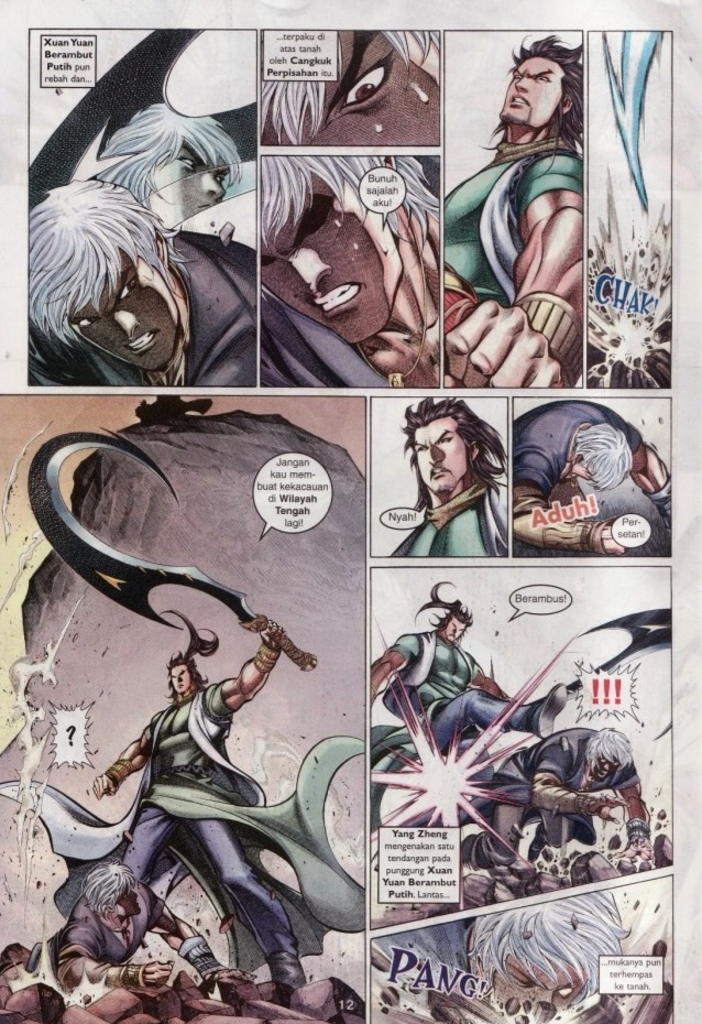 Xuan Yuan
Berambut
Putih pun
rebah dan...
...terpaku di
atas tanah
oleh Cangkuk
Perpisahan itu.
Bunuh
sajalah
aku!
CHAK!
Jangan
kau mem-
buat kekacauan
di Wilayah
Tengah
lagi!
?
Nyah!
Aduh!
Per-
setan!
Berambus!
!!!
Yang Zheng
mengenakan satu
tendangan pada
punggung Xuan
Yuan Berambut
Putih. Lantas...
PANG!
...mukanya pun
terhempas
ke tanah.
12